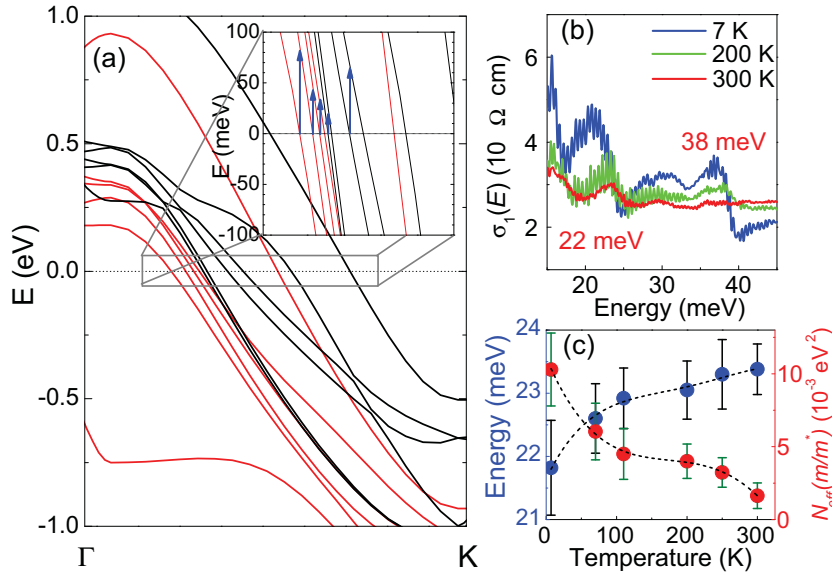 (a)
E (eV)
1.0
0.5
0.0
-0.5
-1.0
Γ
K
E (meV)
100
50
0
-50
-100
(b)
7 K
200 K
300 K
38 meV
22 meV
σ₁(E) (10 Ω cm)
6
4
2
20
30
40
Energy (meV)
(c)
Energy (meV)
24
23
22
21
0
100
200
300
Temperature (K)
10
5
0
N_eff(m/m*) (10⁻³ eV²)